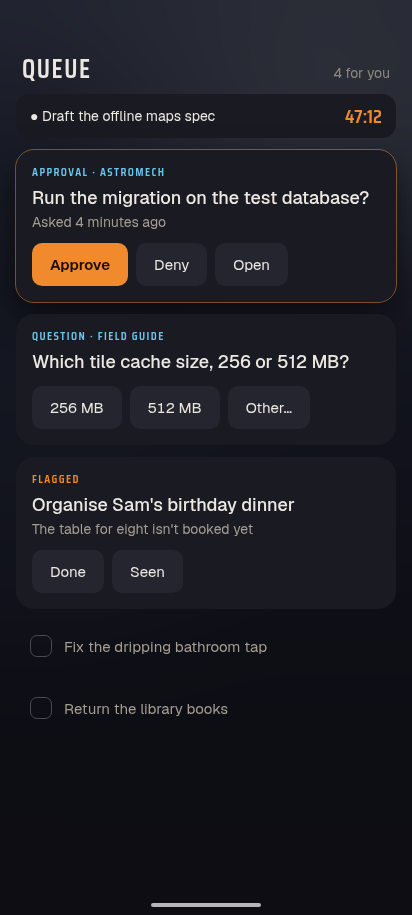 QUEUE
4 for you
● Draft the offline maps spec
47:12
APPROVAL · ASTROMECH
Run the migration on the test database?
Asked 4 minutes ago
Approve
Deny
Open
QUESTION · FIELD GUIDE
Which tile cache size, 256 or 512 MB?
256 MB
512 MB
Other…
FLAGGED
Organise Sam's birthday dinner
The table for eight isn't booked yet
Done
Seen
Fix the dripping bathroom tap
Return the library books